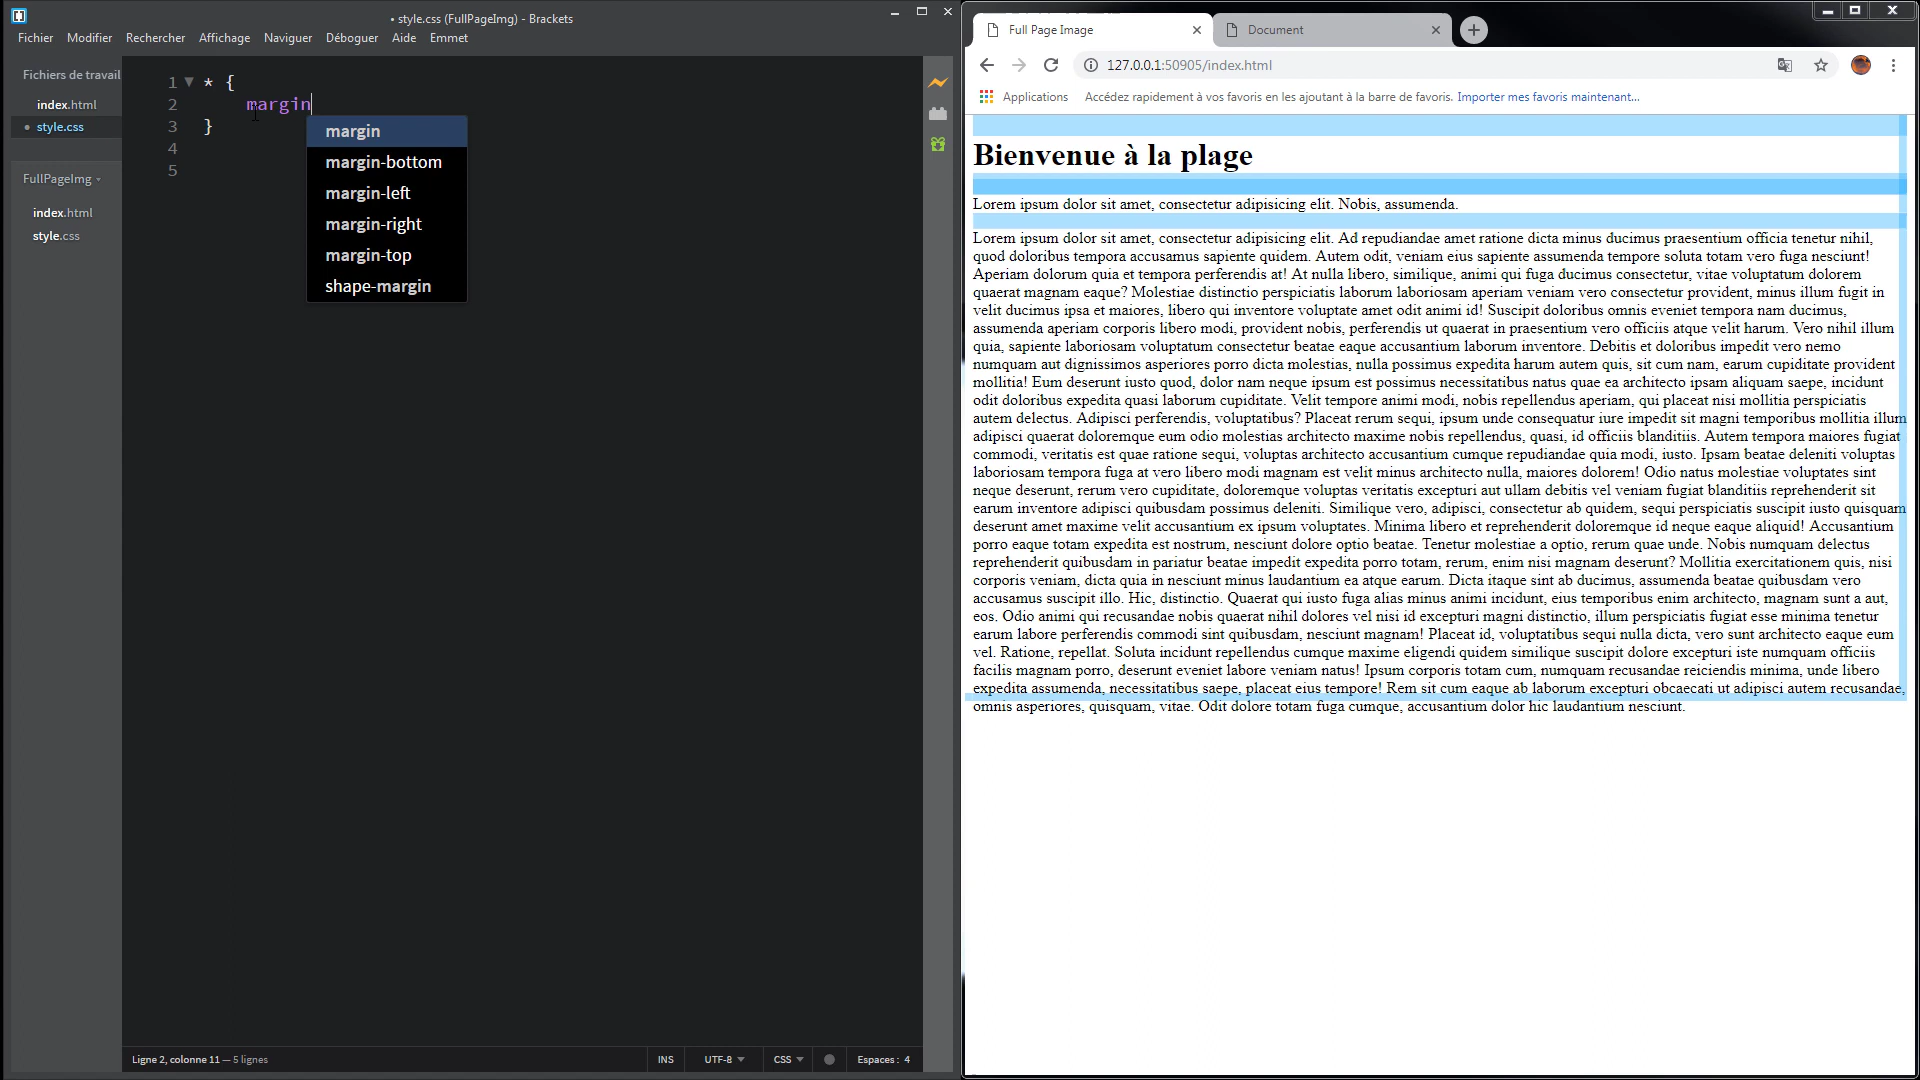 • style.css (FullPageImg) - Brackets
Fichier Modifier Rechercher Affichage Naviguer Déboguer Aide Emmet
Fichiers de travail
index.html
• style.css
FullPageImg
index.html
style.css
1 * {
2 margin
3 }
4
5
margin
margin-bottom
margin-left
margin-right
margin-top
shape-margin
Ligne 2, colonne 11 — 5 lignes
INS UTF-8 CSS Espaces : 4
Full Page Image
Document
127.0.0.1:50905/index.html
Applications Accédez rapidement à vos favoris en les ajoutant à la barre de favoris. Importer mes favoris maintenant...
Bienvenue à la plage
Lorem ipsum dolor sit amet, consectetur adipisicing elit. Nobis, assumenda.
Lorem ipsum dolor sit amet, consectetur adipisicing elit. Ad repudiandae amet ratione dicta minus ducimus praesentium officia tenetur nihil,
quod doloribus tempora accusamus sapiente quidem. Autem odit, veniam eius sapiente assumenda tempore soluta totam vero fuga nesciunt!
Aperiam dolorum quia et tempora perferendis at! At nulla libero, similique, animi qui fuga ducimus consectetur, vitae voluptatum dolorem
quaerat magnam eaque? Molestiae distinctio perspiciatis laborum laboriosam aperiam veniam vero consectetur provident, minus illum fugit in
velit ducimus ipsa et maiores, libero qui inventore voluptate amet odit animi id! Suscipit doloribus omnis eveniet tempora nam ducimus,
assumenda aperiam corporis libero modi, provident nobis, perferendis ut quaerat in praesentium vero officiis atque velit harum. Vero nihil illum
quia, sapiente laboriosam voluptatum consectetur beatae eaque accusantium laborum inventore. Debitis et doloribus impedit vero nemo
numquam aut dignissimos asperiores porro dicta molestias, nulla possimus expedita harum autem quis, sit cum nam, earum cupiditate provident
mollitia! Eum deserunt iusto quod, dolor nam neque ipsum est possimus necessitatibus natus quae ea architecto ipsam aliquam saepe, incidunt
odit doloribus expedita quasi laborum cupiditate. Velit tempore animi modi, nobis repellendus aperiam, qui placeat nisi mollitia perspiciatis
autem delectus. Adipisci perferendis, voluptatibus? Placeat rerum sequi, ipsum unde consequatur iure impedit sit magni temporibus mollitia illum
adipisci quaerat doloremque eum odio molestias architecto maxime nobis repellendus, quasi, id officiis blanditiis. Autem tempora maiores fugiat
commodi, veritatis est quae ratione sequi, voluptas architecto accusantium cumque repudiandae quia modi, iusto. Ipsam beatae deleniti voluptates
laboriosam tempora fuga at vero libero modi magnam est velit minus architecto nulla, maiores dolorem! Odio natus molestiae voluptates sint
neque deserunt, rerum vero cupiditate, doloremque voluptas veritatis excepturi aut ullam debitis vel veniam fugiat blanditiis reprehenderit sit
earum inventore adipisci quibusdam possimus deleniti. Similique vero, adipisci, consectetur ab quidem, sequi perspiciatis suscipit iusto quisquam
deserunt amet maxime velit accusantium ex ipsum voluptates. Minima libero et reprehenderit doloremque id neque eaque aliquid! Accusantium
porro eaque totam expedita est nostrum, nesciunt dolore optio beatae. Tenetur molestiae a optio, rerum quae unde. Nobis numquam delectus
reprehenderit quibusdam in pariatur beatae impedit expedita porro totam, rerum, enim nisi magnam deserunt? Mollitia exercitationem quis, nisi
corporis veniam, dicta quia in nesciunt minus laudantium ea atque earum. Dicta itaque sint ab ducimus, assumenda beatae quibusdam vero
accusamus suscipit illo. Hic, distinctio. Quaerat qui iusto fuga alias minus animi incidunt, eius temporibus enim architecto, magnam sunt a aut,
eos. Odio animi qui recusandae nobis quaerat nihil dolores vel nisi id excepturi magni distinctio, illum perspiciatis fugiat esse minima tenetur
earum labore perferendis commodi sint quibusdam, nesciunt magnam! Placeat id, voluptatibus sequi nulla dicta, vero sunt architecto eaque eum
vel. Ratione, repellat. Soluta incidunt repellendus cumque maxime eligendi quidem similique suscipit dolore excepturi iste numquam officiis
facilis magnam porro, deserunt eveniet labore veniam natus! Ipsum corporis totam cum, numquam recusandae reiciendis minima, unde libero
expedita assumenda, necessitatibus saepe, placeat eius tempore! Rem sit cum eaque ab laborum excepturi obcaecati ut adipisci autem recusandae,
omnis asperiores, quisquam, vitae. Odit dolore totam fuga cumque, accusantium dolor hic laudantium nesciunt.